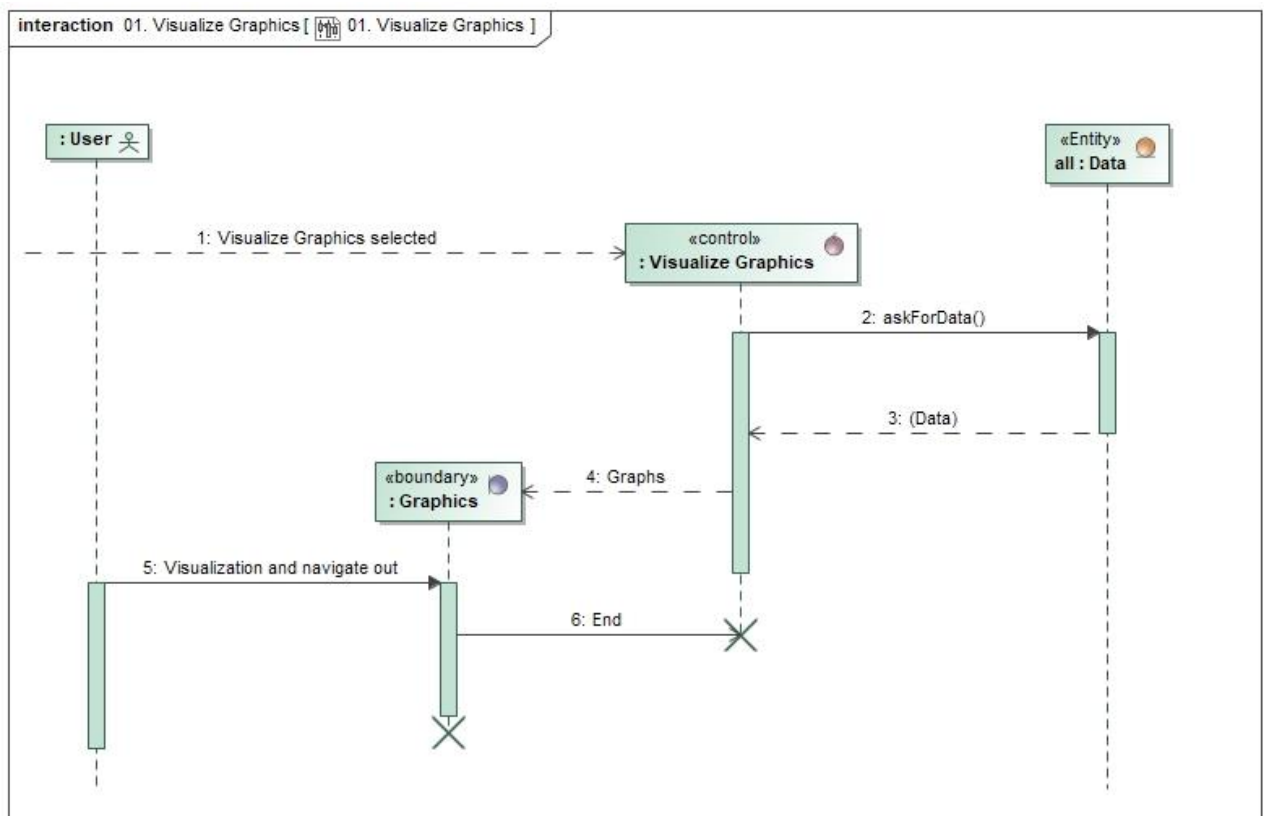 interaction 01. Visualize Graphics [ 01. Visualize Graphics ]
: User
«Entity»
all : Data
1: Visualize Graphics selected
«control»
: Visualize Graphics
2: askForData()
3: (Data)
«boundary»
: Graphics
4: Graphs
5: Visualization and navigate out
6: End